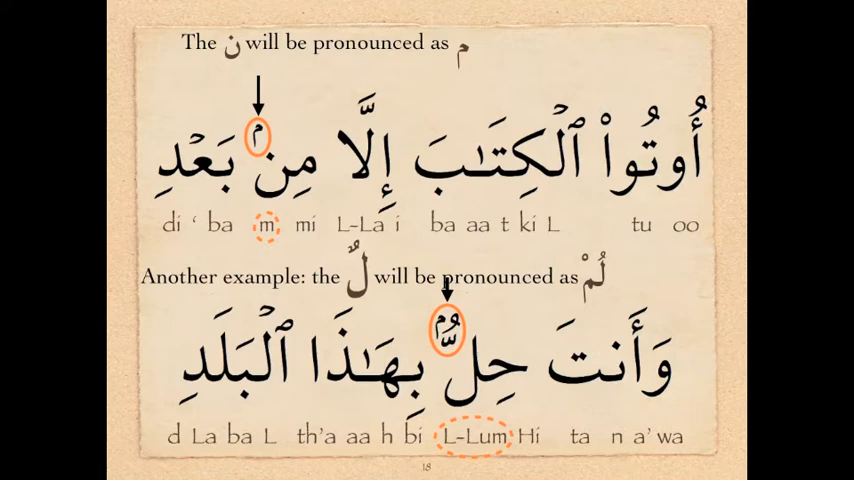 The ن will be pronounced as م
أُوتُوا۟ ٱلْكِتَـٰبَ إِلَّا مِنۢ بَعْدِ
di ‘ ba m mi L-La i ba aa t ki L tu oo
Another example: the لٌ will be pronounced as لُمْ
وَأَنتَ حِلٌّۢ بِهَـٰذَا ٱلْبَلَدِ
d La ba L th’a aa h bi L-Lum Hi ta n a’ wa
18